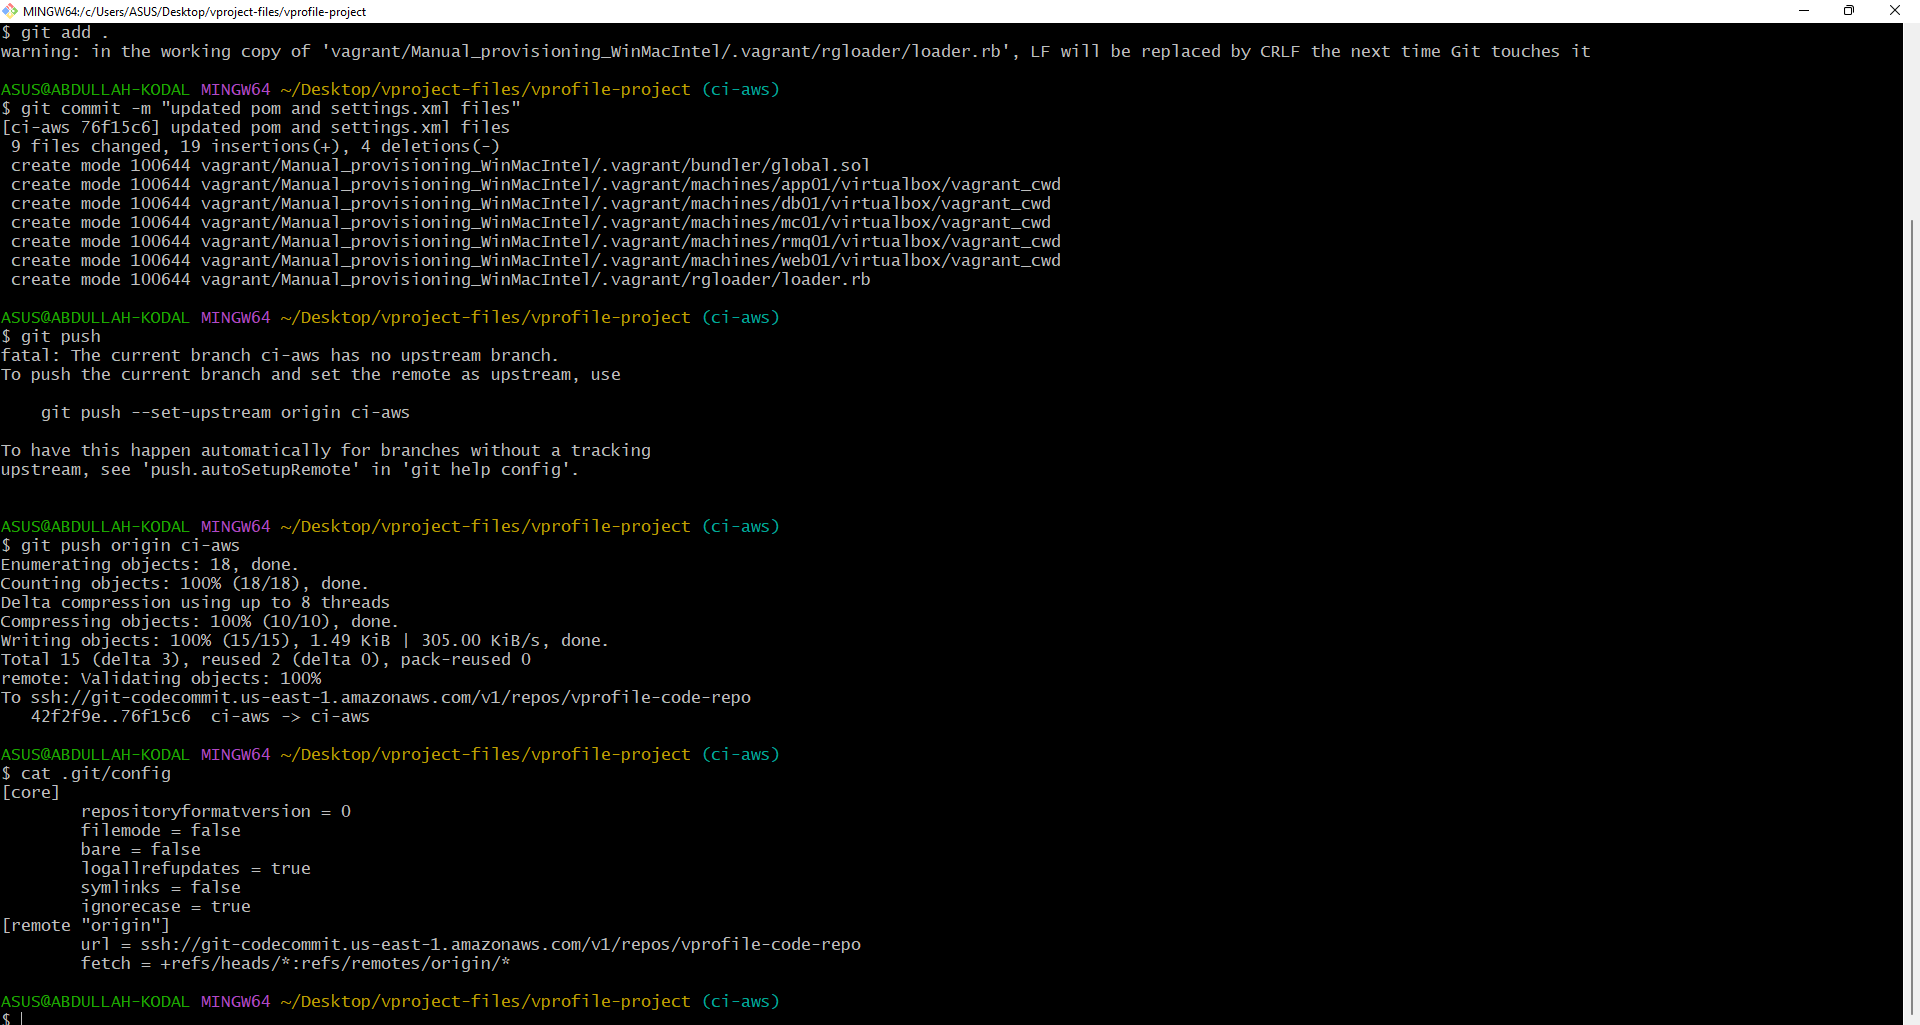 MINGW64:/c/Users/ASUS/Desktop/vproject-files/vprofile-project
$ git add .
warning: in the working copy of 'vagrant/Manual_provisioning_WinMacIntel/.vagrant/rgloader/loader.rb', LF will be replaced by CRLF the next time Git touches it
ASUS@ABDULLAH-KODAL MINGW64 ~/Desktop/vproject-files/vprofile-project (ci-aws)
$ git commit -m "updated pom and settings.xml files"
[ci-aws 76f15c6] updated pom and settings.xml files
 9 files changed, 19 insertions(+), 4 deletions(-)
 create mode 100644 vagrant/Manual_provisioning_WinMacIntel/.vagrant/bundler/global.sol
 create mode 100644 vagrant/Manual_provisioning_WinMacIntel/.vagrant/machines/app01/virtualbox/vagrant_cwd
 create mode 100644 vagrant/Manual_provisioning_WinMacIntel/.vagrant/machines/db01/virtualbox/vagrant_cwd
 create mode 100644 vagrant/Manual_provisioning_WinMacIntel/.vagrant/machines/mc01/virtualbox/vagrant_cwd
 create mode 100644 vagrant/Manual_provisioning_WinMacIntel/.vagrant/machines/rmq01/virtualbox/vagrant_cwd
 create mode 100644 vagrant/Manual_provisioning_WinMacIntel/.vagrant/machines/web01/virtualbox/vagrant_cwd
 create mode 100644 vagrant/Manual_provisioning_WinMacIntel/.vagrant/rgloader/loader.rb
ASUS@ABDULLAH-KODAL MINGW64 ~/Desktop/vproject-files/vprofile-project (ci-aws)
$ git push
fatal: The current branch ci-aws has no upstream branch.
To push the current branch and set the remote as upstream, use
    git push --set-upstream origin ci-aws
To have this happen automatically for branches without a tracking
upstream, see 'push.autoSetupRemote' in 'git help config'.
ASUS@ABDULLAH-KODAL MINGW64 ~/Desktop/vproject-files/vprofile-project (ci-aws)
$ git push origin ci-aws
Enumerating objects: 18, done.
Counting objects: 100% (18/18), done.
Delta compression using up to 8 threads
Compressing objects: 100% (10/10), done.
Writing objects: 100% (15/15), 1.49 KiB | 305.00 KiB/s, done.
Total 15 (delta 3), reused 2 (delta 0), pack-reused 0
remote: Validating objects: 100%
To ssh://git-codecommit.us-east-1.amazonaws.com/v1/repos/vprofile-code-repo
   42f2f9e..76f15c6  ci-aws -> ci-aws
ASUS@ABDULLAH-KODAL MINGW64 ~/Desktop/vproject-files/vprofile-project (ci-aws)
$ cat .git/config
[core]
        repositoryformatversion = 0
        filemode = false
        bare = false
        logallrefupdates = true
        symlinks = false
        ignorecase = true
[remote "origin"]
        url = ssh://git-codecommit.us-east-1.amazonaws.com/v1/repos/vprofile-code-repo
        fetch = +refs/heads/*:refs/remotes/origin/*
ASUS@ABDULLAH-KODAL MINGW64 ~/Desktop/vproject-files/vprofile-project (ci-aws)
$